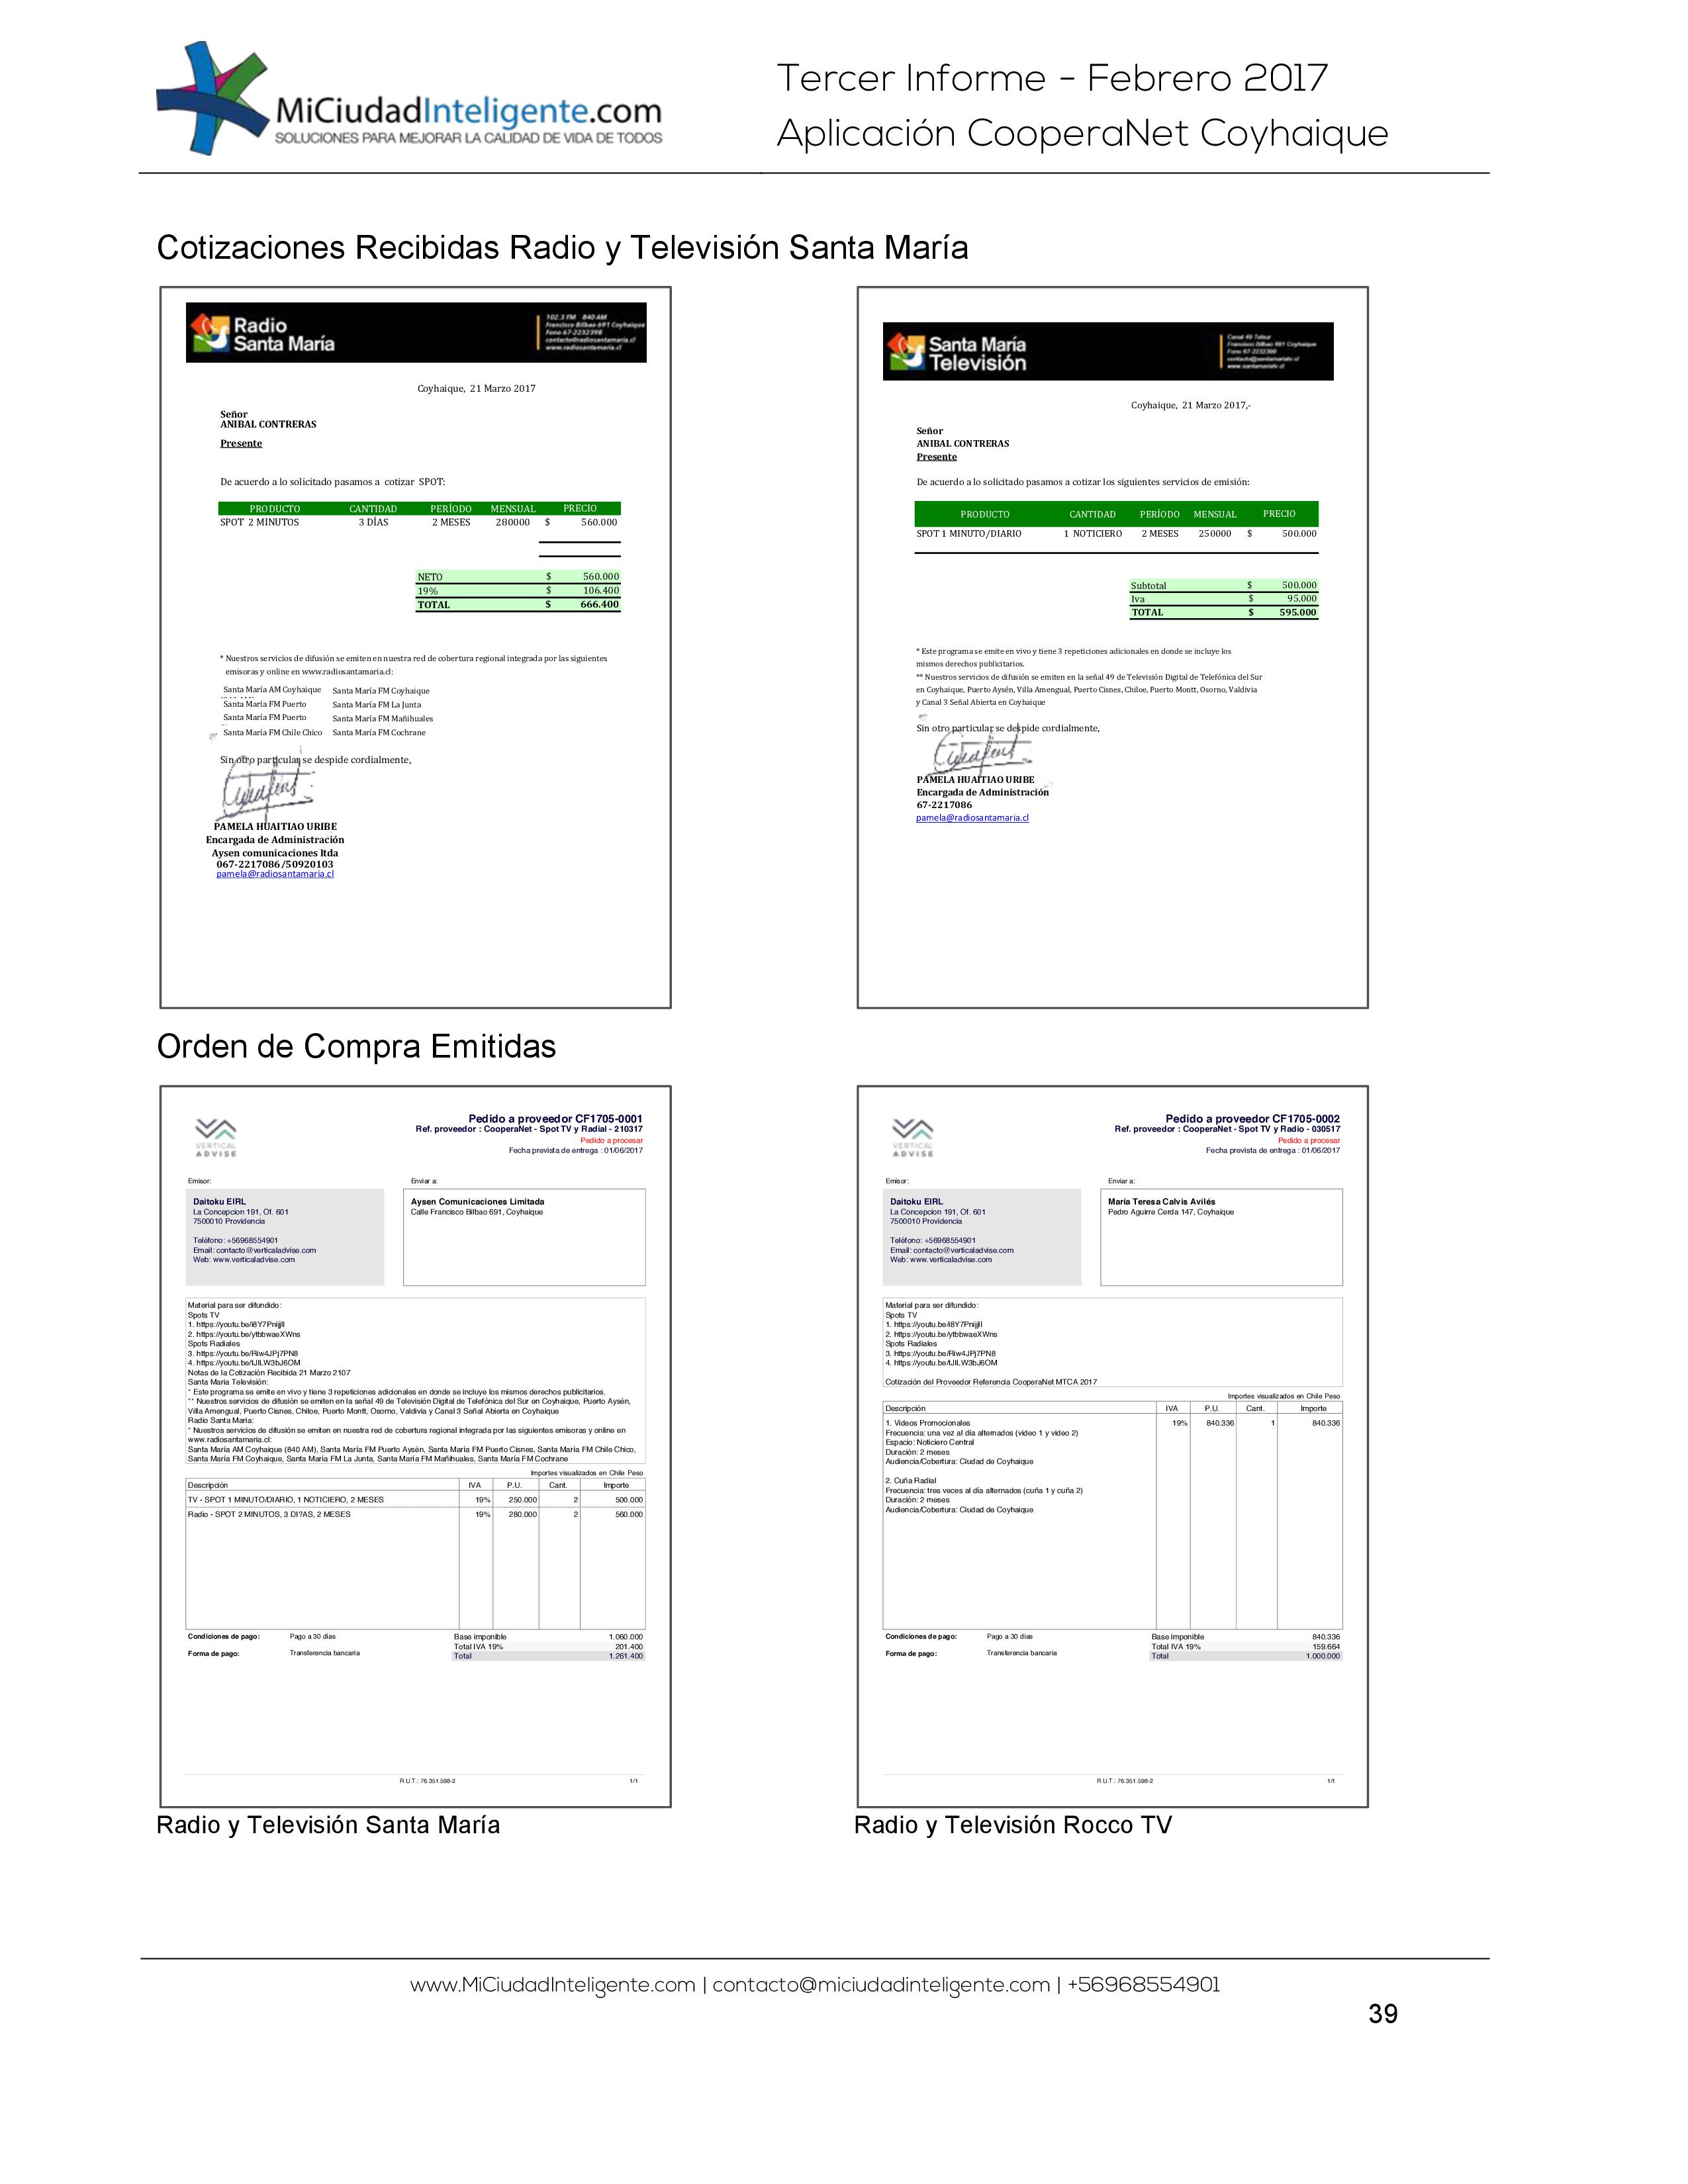 MiCiudadInteligente.com
SOLUCIONES PARA MEJORAR LA CALIDAD DE VIDA DE TODOS
Tercer Informe - Febrero 2017
Aplicación CooperaNet Coyhaique
Cotizaciones Recibidas Radio y Televisión Santa María
Radio
Santa María
102.3 FM 840 AM
Francisco Bilbao 691 Coyhaique
Fono 67-2232398
contacto@radiosantamaria.cl
www.radiosantamaria.cl
Coyhaique, 21 Marzo 2017
Señor
ANIBAL CONTRERAS
Presente
De acuerdo a lo solicitado pasamos a cotizar SPOT:
PRODUCTO CANTIDAD PERÍODO MENSUAL PRECIO
SPOT 2 MINUTOS 3 DÍAS 2 MESES 280000 $ 560.000
NETO $ 560.000
19% $ 106.400
TOTAL $ 666.400
* Nuestros servicios de difusión se emiten en nuestra red de cobertura regional integrada por las siguientes
emisoras y online en www.radiosantamaria.cl:
Santa María AM Coyhaique Santa María FM Coyhaique
Santa María FM Puerto Santa María FM La Junta
Santa María FM Puerto Santa María FM Mañihuales
Santa María FM Chile Chico Santa María FM Cochrane
Sin otro particular se despide cordialmente,
PAMELA HUAITIAO URIBE
Encargada de Administración
Aysen comunicaciones ltda
067-2217086/50920103
pamela@radiosantamaria.cl
Santa María
Televisión
Canal 49 Telsur
Francisco Bilbao 691 Coyhaique
Fono 67-2232398
contacto@santamariatv.cl
www.santamariatv.cl
Coyhaique, 21 Marzo 2017,-
Señor
ANIBAL CONTRERAS
Presente
De acuerdo a lo solicitado pasamos a cotizar los siguientes servicios de emisión:
PRODUCTO CANTIDAD PERÍODO MENSUAL PRECIO
SPOT 1 MINUTO/DIARIO 1 NOTICIERO 2 MESES 250000 $ 500.000
Subtotal $ 500.000
Iva $ 95.000
TOTAL $ 595.000
* Este programa se emite en vivo y tiene 3 repeticiones adicionales en donde se incluye los
mismos derechos publicitarios.
** Nuestros servicios de difusión se emiten en la señal 49 de Televisión Digital de Telefónica del Sur
en Coyhaique, Puerto Aysén, Villa Amengual, Puerto Cisnes, Chiloe, Puerto Montt, Osorno, Valdivia
y Canal 3 Señal Abierta en Coyhaique
Sin otro particular se despide cordialmente,
PAMELA HUAITIAO URIBE
Encargada de Administración
67-2217086
pamela@radiosantamaria.cl
Orden de Compra Emitidas
VERTICAL
ADVISE
Pedido a proveedor CF1705-0001
Ref. proveedor : CooperaNet - Spot TV y Radial - 210317
Pedido a procesar
Fecha prevista de entrega : 01/06/2017
Emisor: Enviar a:
Daitoku EIRL
La Concepcion 191, Of. 601
7500010 Providencia
Teléfono: +56968554901
Email: contacto@verticaladvise.com
Web: www.verticaladvise.com
Aysen Comunicaciones Limitada
Calle Francisco Bilbao 691, Coyhaique
Material para ser difundido:
Spots TV
1. https://youtu.be/i8Y7PnijjlI
2. https://youtu.be/ytbbwaeXWns
Spots Radiales
3. https://youtu.be/Riw4JPj7PN8
4. https://youtu.be/tJILW3bJ6OM
Notas de la Cotización Recibida 21 Marzo 2107
Santa María Televisión:
* Este programa se emite en vivo y tiene 3 repeticiones adicionales en donde se incluye los mismos derechos publicitarios.
** Nuestros servicios de difusión se emiten en la señal 49 de Televisión Digital de Telefónica del Sur en Coyhaique, Puerto Aysén,
Villa Amengual, Puerto Cisnes, Chiloe, Puerto Montt, Osorno, Valdivia y Canal 3 Señal Abierta en Coyhaique
Radio Santa Maria:
* Nuestros servicios de difusión se emiten en nuestra red de cobertura regional integrada por las siguientes emisoras y online en
www.radiosantamaria.cl:
Santa María AM Coyhaique (840 AM), Santa María FM Puerto Aysén, Santa María FM Puerto Cisnes, Santa María FM Chile Chico,
Santa María FM Coyhaique, Santa María FM La Junta, Santa María FM Mañihuales, Santa María FM Cochrane
Importes visualizados en Chile Peso
Descripción IVA P.U. Cant. Importe
TV - SPOT 1 MINUTO/DIARIO, 1 NOTICIERO, 2 MESES 19% 250.000 2 500.000
Radio - SPOT 2 MINUTOS, 3 DI?AS, 2 MESES 19% 280.000 2 560.000
Condiciones de pago: Pago a 30 días
Forma de pago: Transferencia bancaria
Base imponible 1.060.000
Total IVA 19% 201.400
Total 1.261.400
R.U.T.: 76.351.598-2 1/1
Radio y Televisión Santa María
VERTICAL
ADVISE
Pedido a proveedor CF1705-0002
Ref. proveedor : CooperaNet - Spot TV y Radio - 030517
Pedido a procesar
Fecha prevista de entrega : 01/06/2017
Emisor: Enviar a:
Daitoku EIRL
La Concepcion 191, Of. 601
7500010 Providencia
Teléfono: +56968554901
Email: contacto@verticaladvise.com
Web: www.verticaladvise.com
María Teresa Calvis Avilés
Pedro Aguirre Cerda 147, Coyhaique
Material para ser difundido:
Spots TV
1. https://youtu.be/i8Y7PnijjlI
2. https://youtu.be/ytbbwaeXWns
Spots Radiales
3. https://youtu.be/Riw4JPj7PN8
4. https://youtu.be/tJILW3bJ6OM
Cotización del Proveedor Referencia CooperaNet MTCA 2017
Importes visualizados en Chile Peso
Descripción IVA P.U. Cant. Importe
1. Videos Promocionales 19% 840.336 1 840.336
Frecuencia: una vez al día alternados (video 1 y video 2)
Espacio: Noticiero Central
Duración: 2 meses
Audiencia/Cobertura: Ciudad de Coyhaique
2. Cuña Radial
Frecuencia: tres veces al día alternados (cuña 1 y cuña 2)
Duración: 2 meses
Audiencia/Cobertura: Ciudad de Coyhaique
Condiciones de pago: Pago a 30 días
Forma de pago: Transferencia bancaria
Base imponible 840.336
Total IVA 19% 159.664
Total 1.000.000
R.U.T.: 76.351.598-2 1/1
Radio y Televisión Rocco TV
www.MiCiudadInteligente.com | contacto@miciudadinteligente.com | +56968554901
39